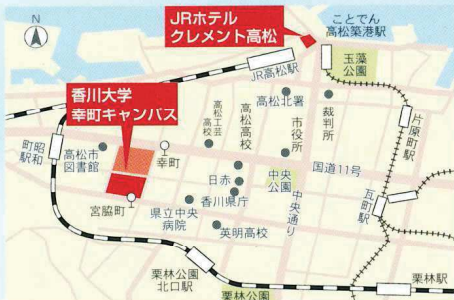 N
JRホテル
クレメント高松
ことでん
高松築港駅
玉藻
公園
JR高松駅
香川大学
幸町キャンパス
高松北署
高松工芸
高校
高松高校
市役所
裁判所
片原町駅
昭和
町駅
高松市
図書館
幸町
国道11号
日赤
中央
公園
中央通り
瓦町駅
宮脇町
香川県庁
県立中央
病院
英明高校
栗林公園
北口駅
栗林公園
栗林駅